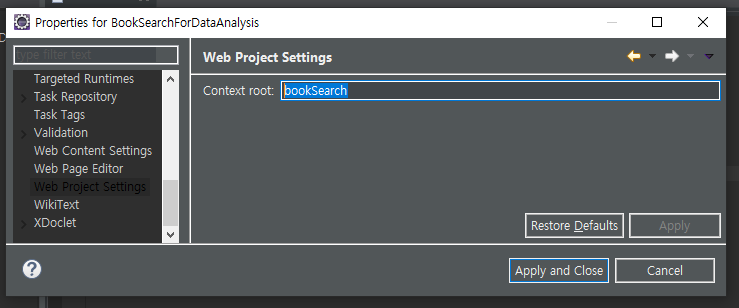 Properties for BookSearchForDataAnalysis
type filter text
Web Project Settings
Targeted Runtimes
Task Repository
Task Tags
Validation
Web Content Settings
Web Page Editor
Web Project Settings
WikiText
XDoclet
Context root: bookSearch
Restore Defaults
Apply
?
Apply and Close
Cancel